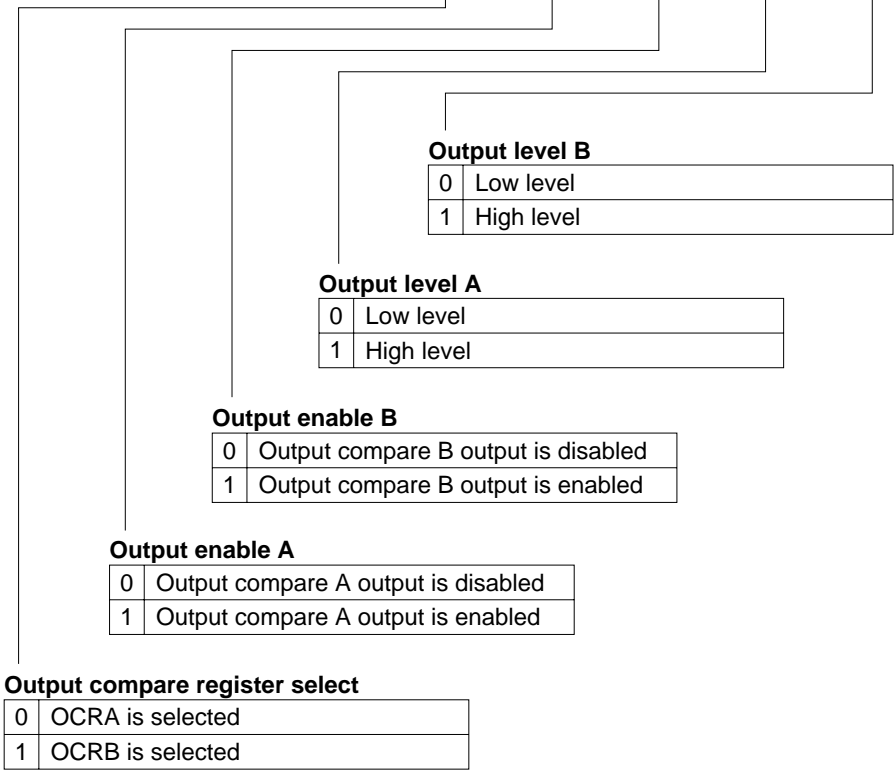 Output level B
0 Low level
1 High level
Output level A
0 Low level
1 High level
Output enable B
0 Output compare B output is disabled
1 Output compare B output is enabled
Output enable A
0 Output compare A output is disabled
1 Output compare A output is enabled
Output compare register select
0 OCRA is selected
1 OCRB is selected